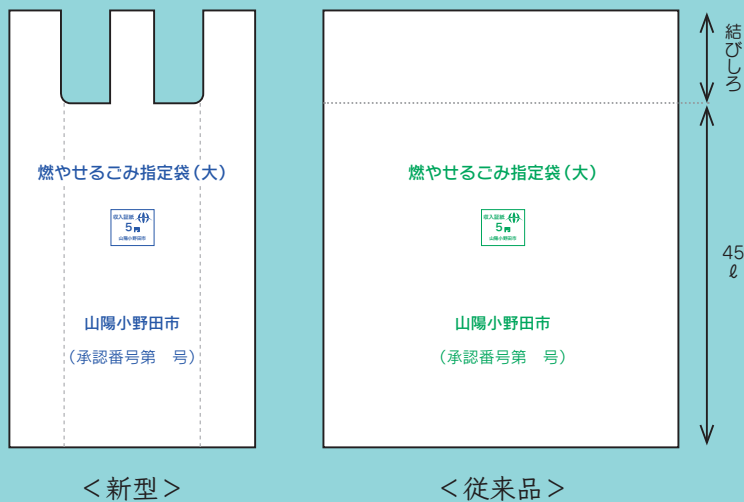 燃やせるごみ指定袋(大)
収入証紙
5円
山陽小野田市
山陽小野田市
(承認番号第　号)
<新型>
燃やせるごみ指定袋(大)
収入証紙
5円
山陽小野田市
山陽小野田市
(承認番号第　号)
<従来品>
結びしろ
45ℓ